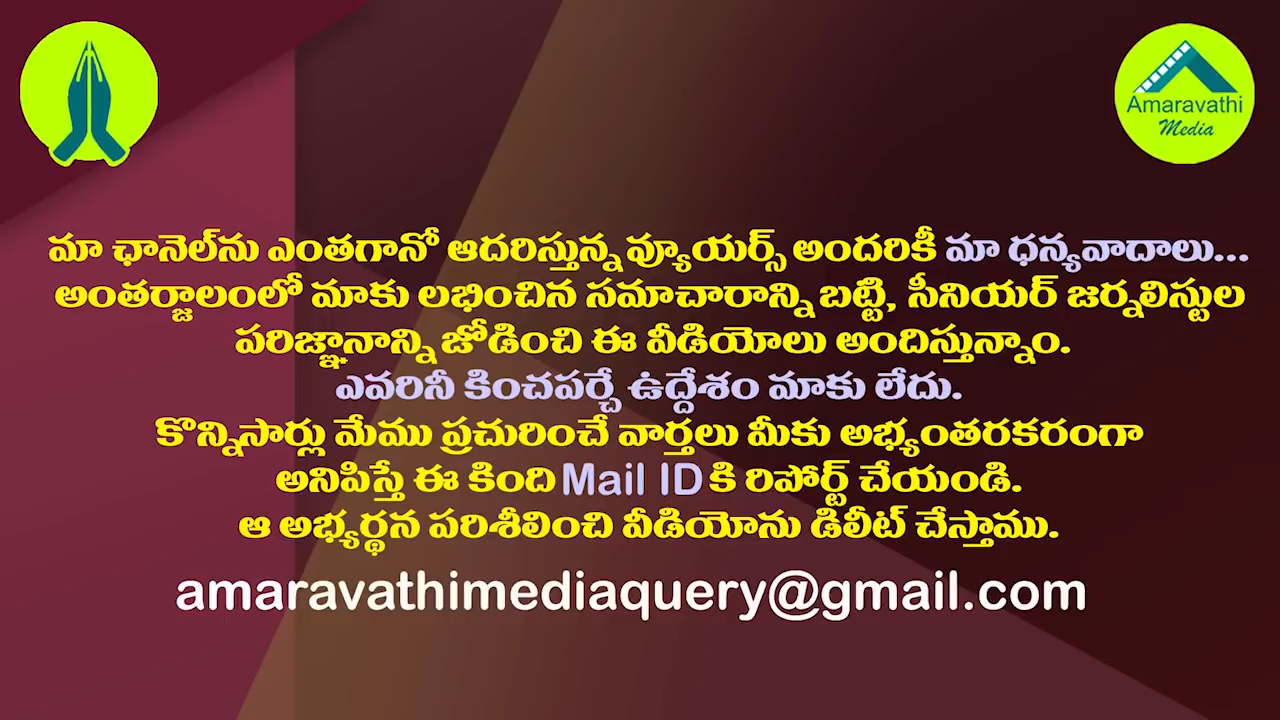 Amaravathi
Media
మా ఛానెల్‌ను ఎంతగానో ఆదరిస్తున్న వ్యూయర్స్ అందరికీ మా ధన్యవాదాలు...
అంతర్జాలంలో మాకు లభించిన సమాచారాన్ని బట్టి, సీనియర్ జర్నలిస్టుల
పరిజ్ఞానాన్ని జోడించి ఈ వీడియోలు అందిస్తున్నాం.
ఎవరినీ కించపర్చే ఉద్దేశం మాకు లేదు.
కొన్నిసార్లు మేము ప్రచురించే వార్తలు మీకు అభ్యంతరకరంగా
అనిపిస్తే ఈ కింది Mail ID కి రిపోర్ట్ చేయండి.
ఆ అభ్యర్థన పరిశీలించి వీడియోను డిలీట్ చేస్తాము.
amaravathimediaquery@gmail.com